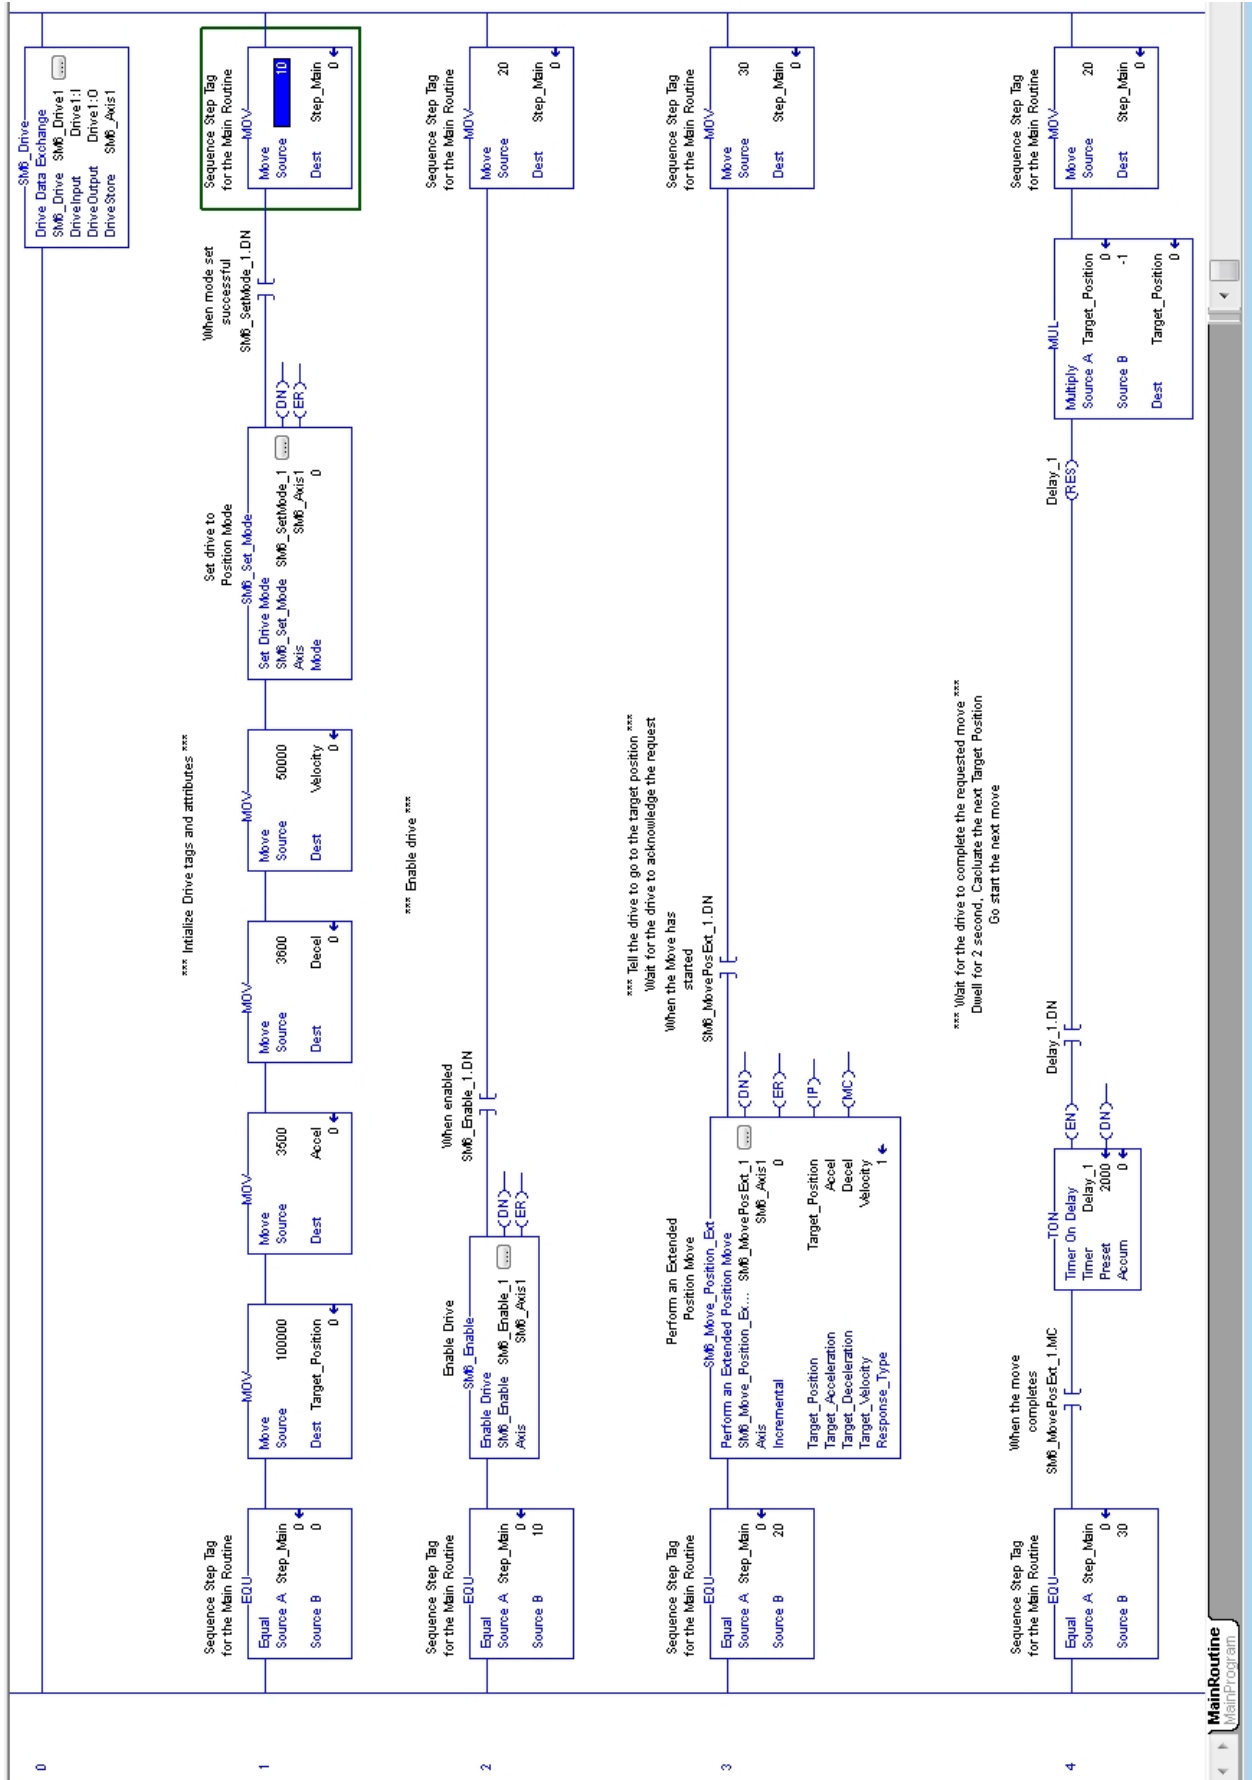 0
SM6_Drive
Drive Data Exchange
SM6_Drive SM6_Drive1 ...
DriveInput Drive1:I
DriveOutput Drive1:O
DriveStore SM6_Axis1
*** Intialize Drive tags and attributes ***
1
Sequence Step Tag
for the Main Routine
EQU
Equal
Source A Step_Main
0
Source B 0
MOV
Move
Source 100000
Dest Target_Position
0
MOV
Move
Source 3500
Dest Accel
0
MOV
Move
Source 3600
Dest Decel
0
MOV
Move
Source 50000
Dest Velocity
0
Set drive to
Position Mode
SM6_Set_Mode
Set Drive Mode
SM6_Set_Mode SM6_SetMode_1 ...
Axis SM6_Axis1
Mode 0
DN
ER
When mode set
successful
SM6_SetMode_1.DN
Sequence Step Tag
for the Main Routine
MOV
Move
Source 10
Dest Step_Main
0
*** Enable drive ***
2
Sequence Step Tag
for the Main Routine
EQU
Equal
Source A Step_Main
0
Source B 10
Enable Drive
SM6_Enable
Enable Drive
SM6_Enable SM6_Enable_1 ...
Axis SM6_Axis1
DN
ER
When enabled
SM6_Enable_1.DN
Sequence Step Tag
for the Main Routine
MOV
Move
Source 20
Dest Step_Main
0
*** Tell the drive to go to the target position ***
Wait for the drive to acknowledge the request
3
Sequence Step Tag
for the Main Routine
EQU
Equal
Source A Step_Main
0
Source B 20
Perform an Extended
Position Move
SM6_Move_Position_Ext
Perform an Extended Position Move
SM6_Move_Position_Ex... SM6_MovePosExt_1 ...
Axis SM6_Axis1
Incremental 0
Target_Position Target_Position
Target_Acceleration Accel
Target_Deceleration Decel
Target_Velocity Velocity
Response_Type 1
DN
ER
IP
MC
When the Move has
started
SM6_MovePosExt_1.DN
Sequence Step Tag
for the Main Routine
MOV
Move
Source 30
Dest Step_Main
0
*** Wait for the drive to complete the requested move ***
Dwell for 2 second, Cacluate the next Target Position
Go start the next move
4
Sequence Step Tag
for the Main Routine
EQU
Equal
Source A Step_Main
0
Source B 30
When the move
completes
SM6_MovePosExt_1.MC
TON
Timer On Delay
Timer Delay_1
Preset 2000
Accum 0
EN
DN
Delay_1.DN
Delay_1
RES
MUL
Multiply
Source A Target_Position
0
Source B -1
Dest Target_Position
0
Sequence Step Tag
for the Main Routine
MOV
Move
Source 20
Dest Step_Main
0
MainRoutine
MainProgram